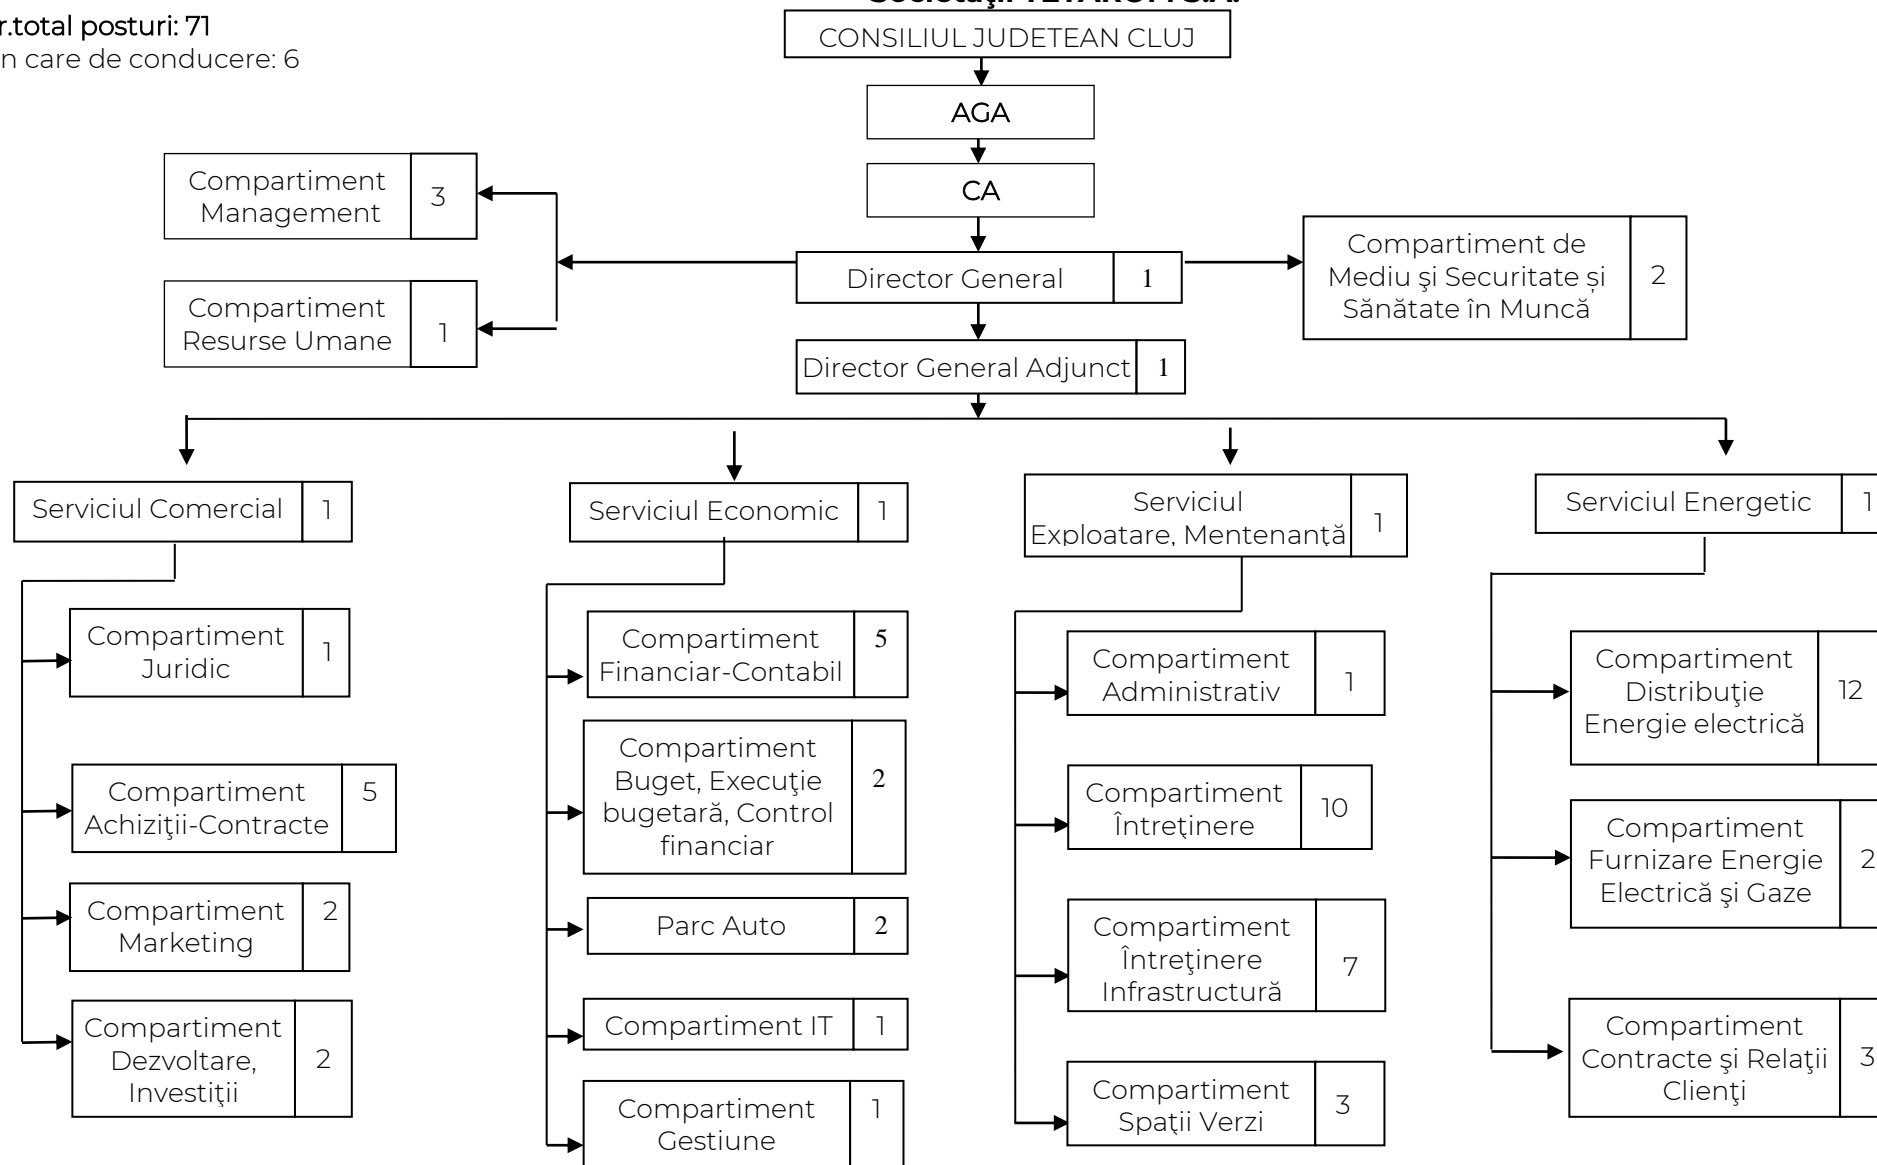 Nr.total posturi: 71
n care de conducere: 6
CONSILIUL JUDETEAN CLUJ
AGA
CA
Compartiment
Management
3
Compartiment
Resurse Umane
1
Director General
1
Compartiment de
Mediu şi Securitate și
Sănătate în Muncă
2
Director General Adjunct
1
Serviciul Comercial
1
Compartiment
Juridic
1
Compartiment
Achiziţii-Contracte
5
Compartiment
Marketing
2
Compartiment
Dezvoltare,
Investiţii
2
Serviciul Economic
1
Compartiment
Financiar-Contabil
5
Compartiment
Buget, Execuţie
bugetară, Control
financiar
2
Parc Auto
2
Compartiment IT
1
Compartiment
Gestiune
1
Serviciul
Exploatare, Mentenanță
1
Compartiment
Administrativ
1
Compartiment
Întreţinere
10
Compartiment
Întreţinere
Infrastructură
7
Compartiment
Spaţii Verzi
3
Serviciul Energetic
1
Compartiment
Distribuţie
Energie electrică
12
Compartiment
Furnizare Energie
Electrică şi Gaze
2
Compartiment
Contracte şi Relaţii
Clienţi
3